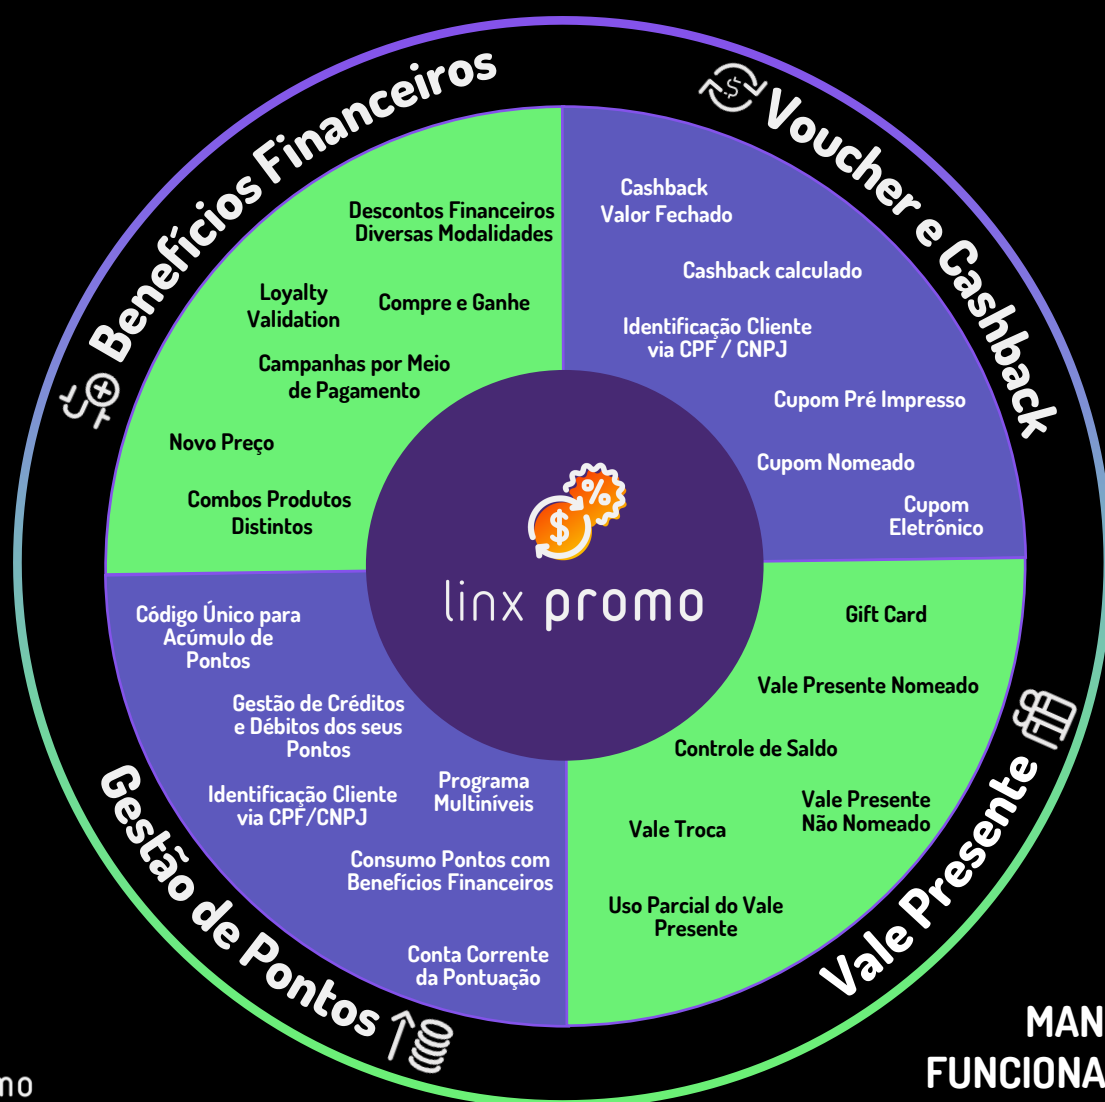 Benefícios Financeiros
Descontos Financeiros
Diversas Modalidades
Loyalty
Validation
Compre e Ganhe
Campanhas por Meio
de Pagamento
Novo Preço
Combos Produtos
Distintos
Voucher e Cashback
Cashback
Valor Fechado
Cashback calculado
Identificação Cliente
via CPF / CNPJ
Cupom Pré Impresso
Cupom Nomeado
Cupom
Eletrônico
$ %
linx promo
Gestão de Pontos
Código Único para
Acúmulo de
Pontos
Gestão de Créditos
e Débitos dos seus
Pontos
Identificação Cliente
via CPF/CNPJ
Programa
Multiníveis
Consumo Pontos com
Benefícios Financeiros
Conta Corrente
da Pontuação
Vale Presente
Gift Card
Vale Presente Nomeado
Controle de Saldo
Vale Presente
Não Nomeado
Vale Troca
Uso Parcial do Vale
Presente
MAN
FUNCIONA
mo